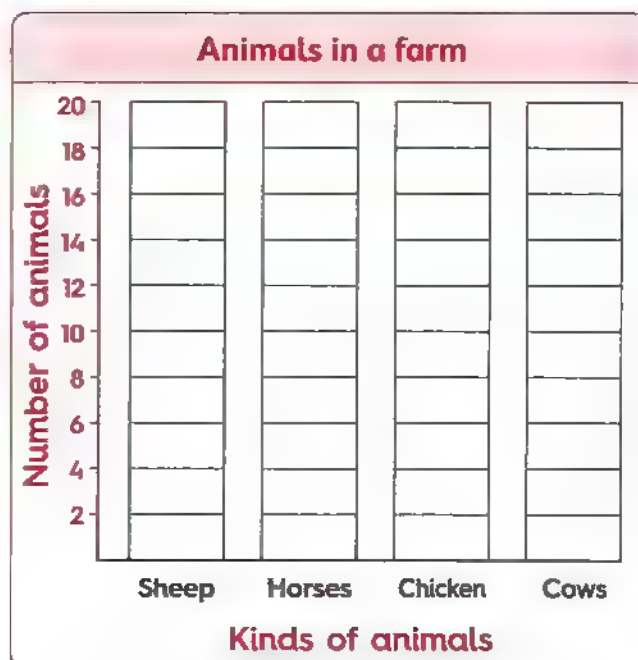 Animals in a farm
Number of animals
20
18
16
14
12
10
8
6
4
2
Sheep Horses Chicken Cows
Kinds of animals